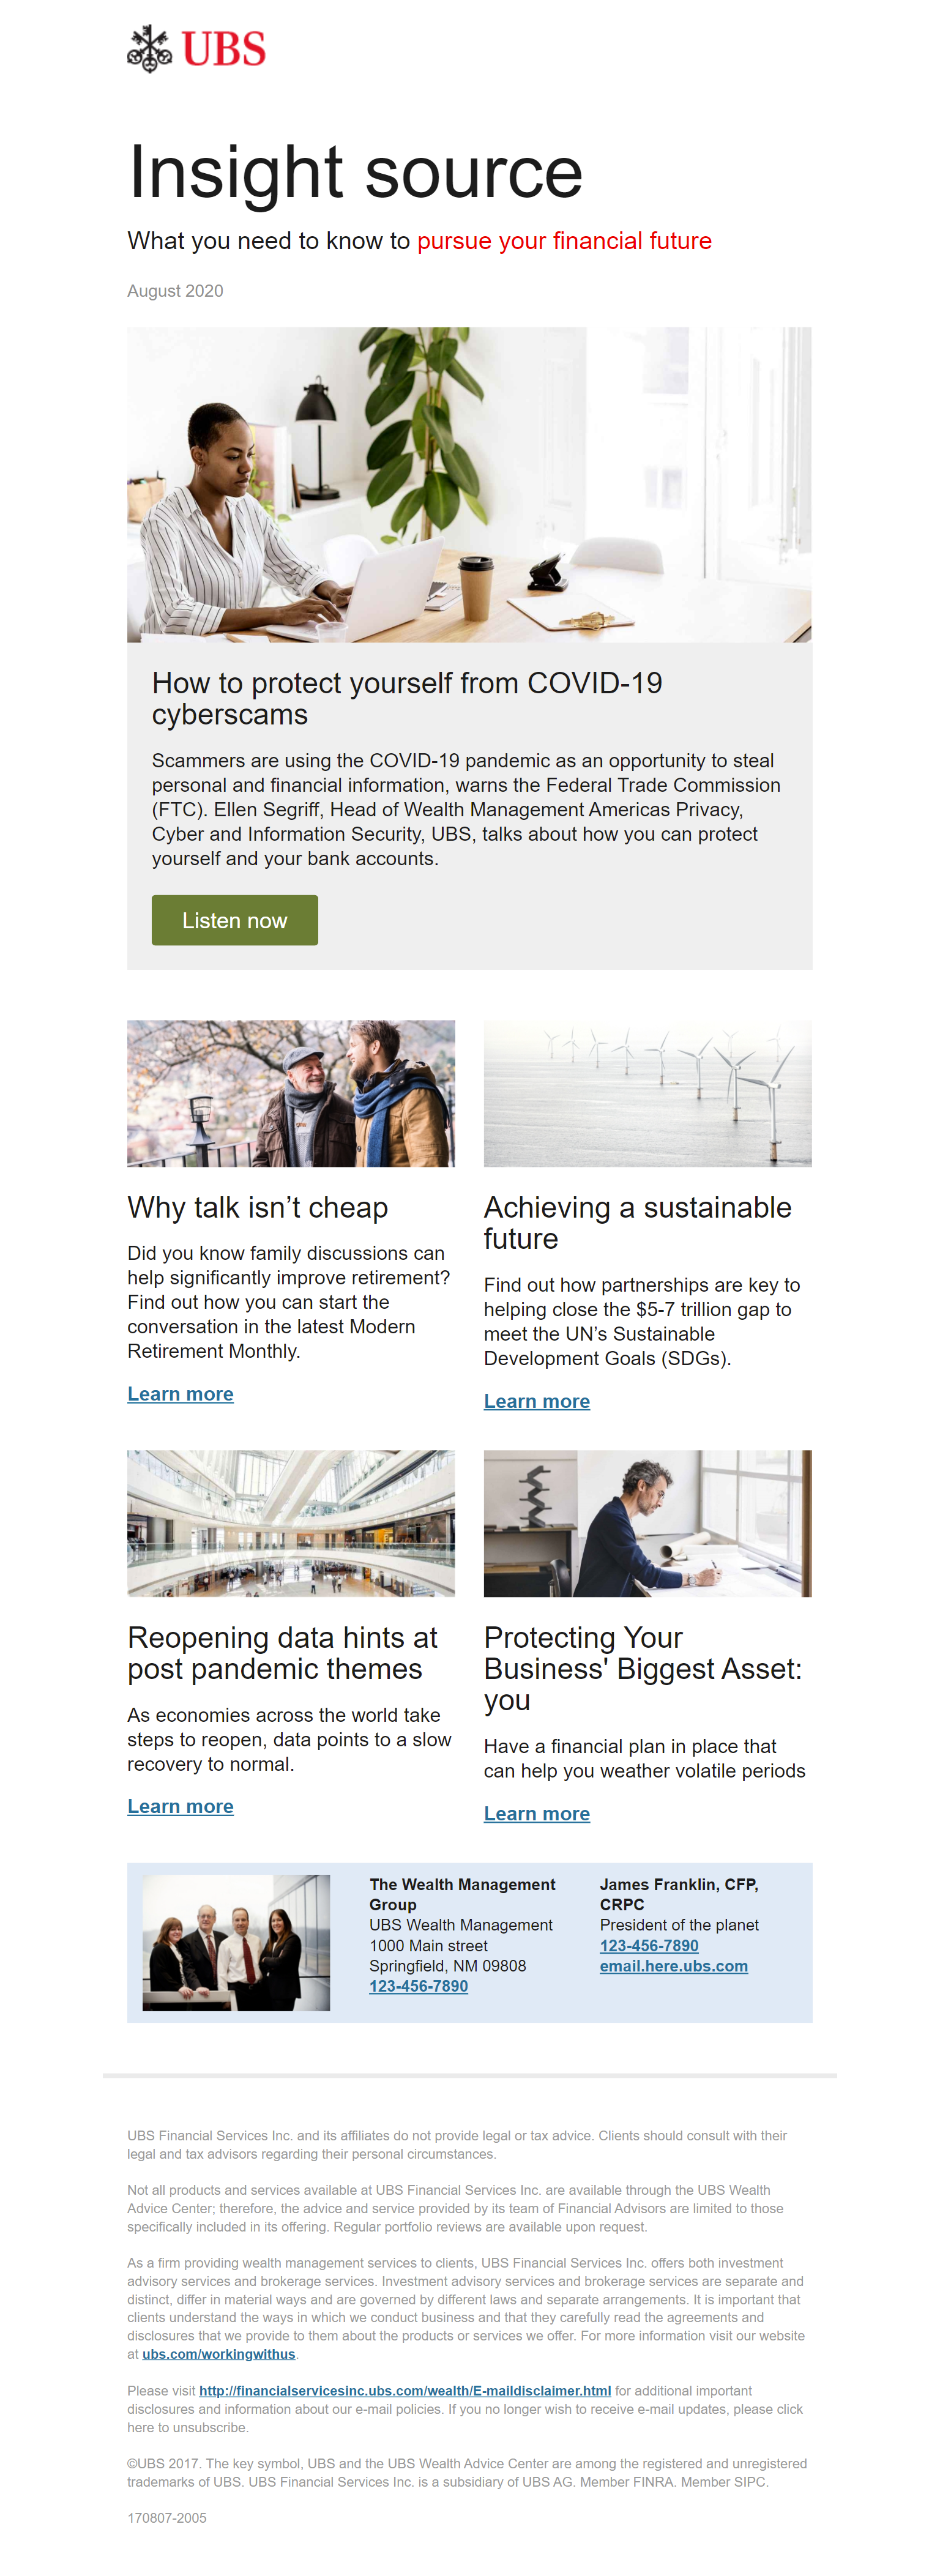 UBS
Insight source
What you need to know to pursue your financial future
August 2020
How to protect yourself from COVID-19
cyberscams
Scammers are using the COVID-19 pandemic as an opportunity to steal
personal and financial information, warns the Federal Trade Commission
(FTC). Ellen Segriff, Head of Wealth Management Americas Privacy,
Cyber and Information Security, UBS, talks about how you can protect
yourself and your bank accounts.
Listen now
Why talk isn’t cheap
Did you know family discussions can
help significantly improve retirement?
Find out how you can start the
conversation in the latest Modern
Retirement Monthly.
Learn more
Achieving a sustainable
future
Find out how partnerships are key to
helping close the $5-7 trillion gap to
meet the UN’s Sustainable
Development Goals (SDGs).
Learn more
Reopening data hints at
post pandemic themes
As economies across the world take
steps to reopen, data points to a slow
recovery to normal.
Learn more
Protecting Your
Business' Biggest Asset:
you
Have a financial plan in place that
can help you weather volatile periods
Learn more
The Wealth Management
Group
UBS Wealth Management
1000 Main street
Springfield, NM 09808
123-456-7890
James Franklin, CFP,
CRPC
President of the planet
123-456-7890
email.here.ubs.com
UBS Financial Services Inc. and its affiliates do not provide legal or tax advice. Clients should consult with their
legal and tax advisors regarding their personal circumstances.
Not all products and services available at UBS Financial Services Inc. are available through the UBS Wealth
Advice Center; therefore, the advice and service provided by its team of Financial Advisors are limited to those
specifically included in its offering. Regular portfolio reviews are available upon request.
As a firm providing wealth management services to clients, UBS Financial Services Inc. offers both investment
advisory services and brokerage services. Investment advisory services and brokerage services are separate and
distinct, differ in material ways and are governed by different laws and separate arrangements. It is important that
clients understand the ways in which we conduct business and that they carefully read the agreements and
disclosures that we provide to them about the products or services we offer. For more information visit our website
at ubs.com/workingwithus.
Please visit http://financialservicesinc.ubs.com/wealth/E-maildisclaimer.html for additional important
disclosures and information about our e-mail policies. If you no longer wish to receive e-mail updates, please click
here to unsubscribe.
©UBS 2017. The key symbol, UBS and the UBS Wealth Advice Center are among the registered and unregistered
trademarks of UBS. UBS Financial Services Inc. is a subsidiary of UBS AG. Member FINRA. Member SIPC.
170807-2005